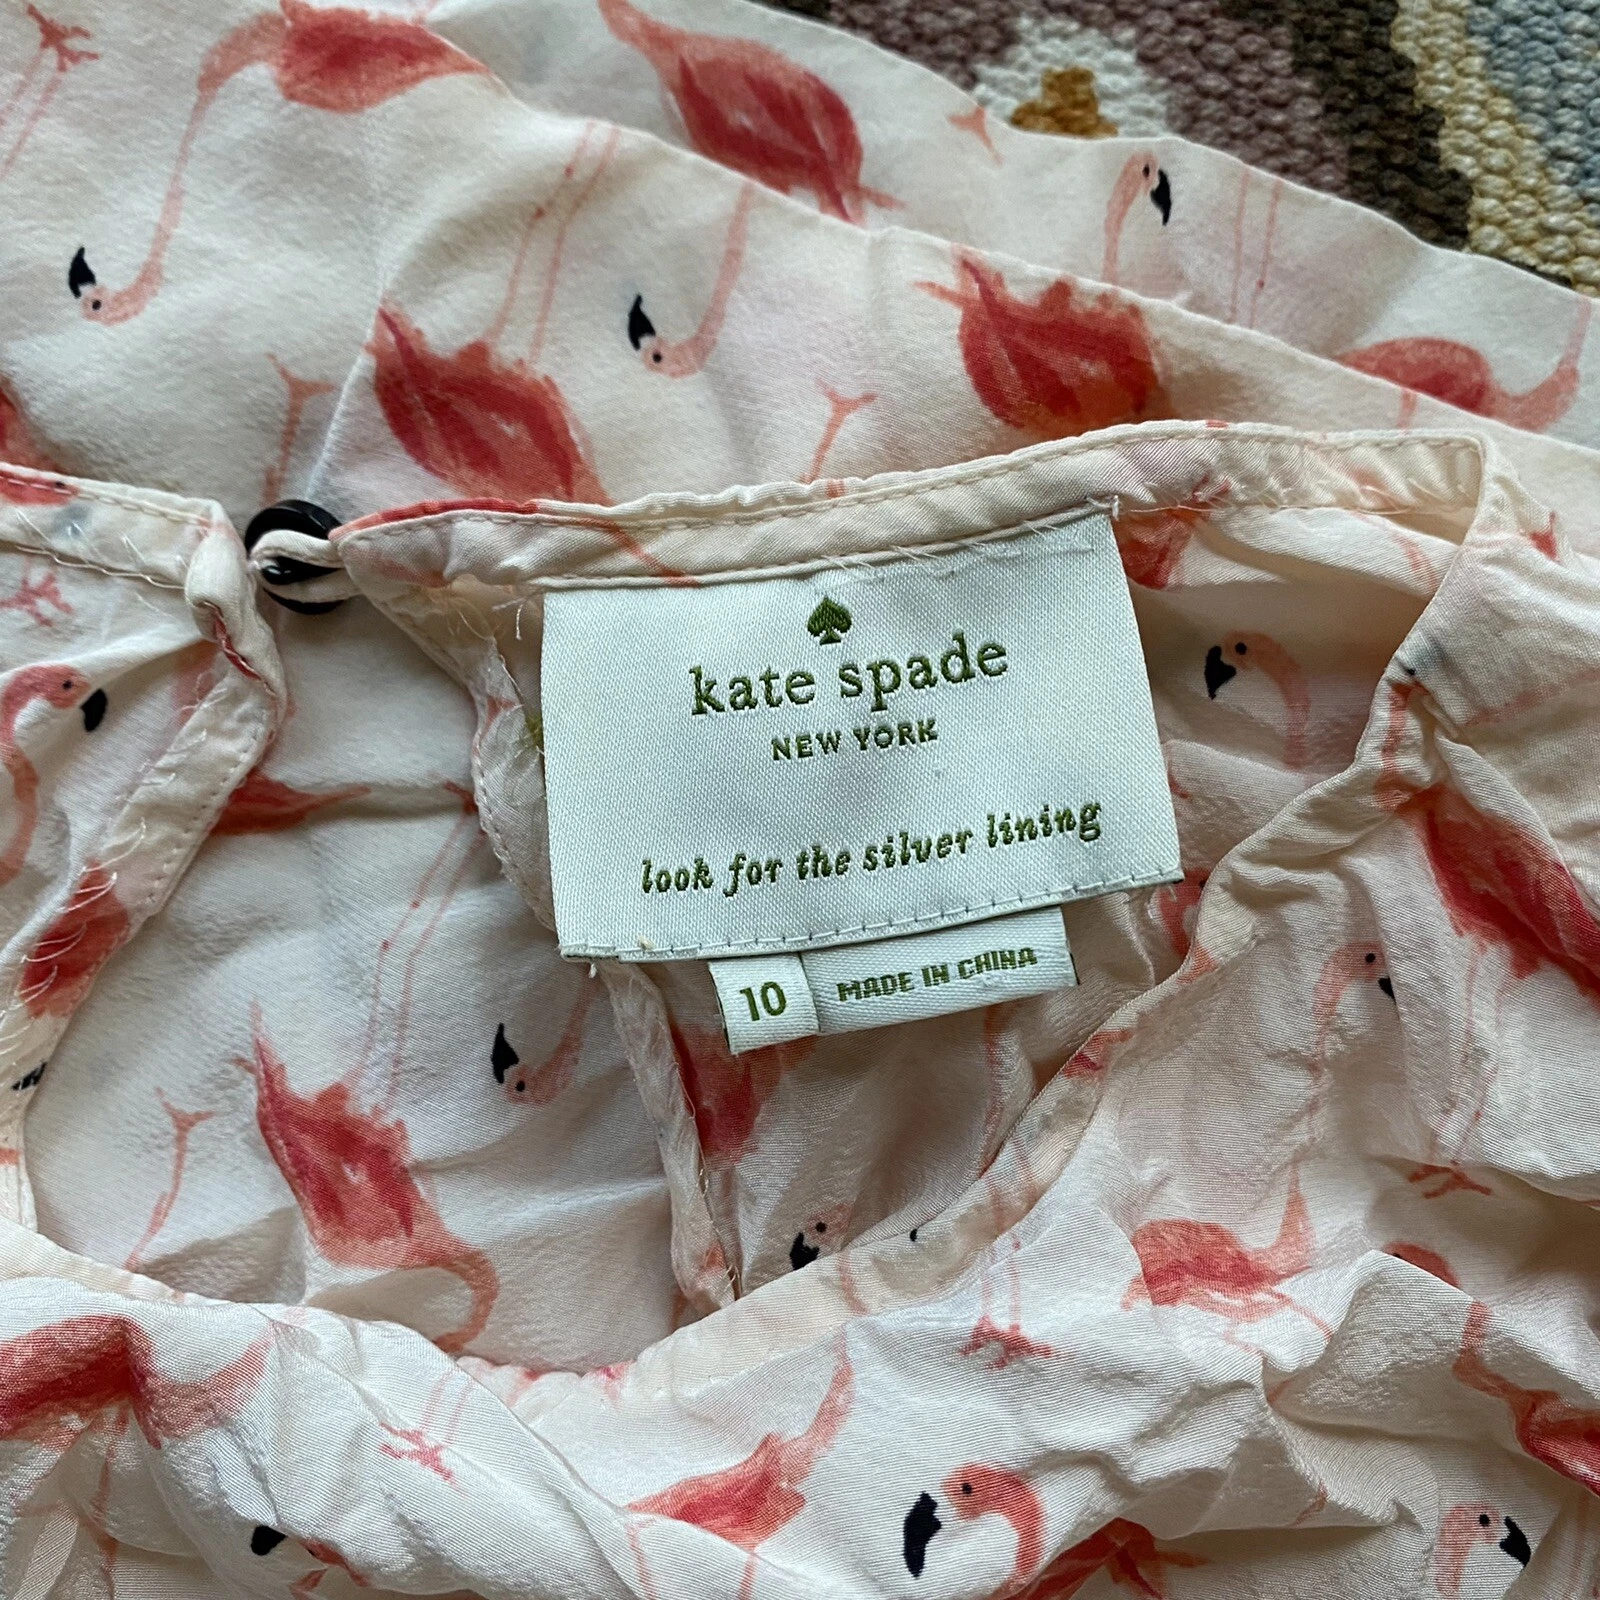 kate spade
NEW YORK
look for the silver lining
10
MADE IN CHINA